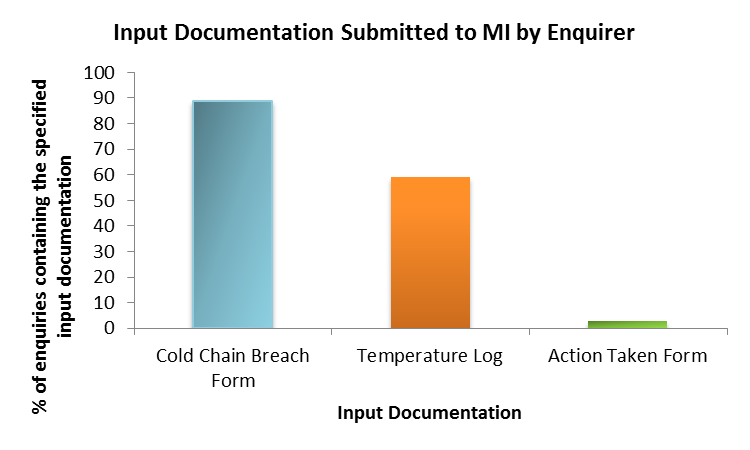 Input Documentation Submitted to MI by Enquirer
% of enquiries containing the specified
input documentation
100
90
80
70
60
50
40
30
20
10
0
Cold Chain Breach
Form
Temperature Log
Action Taken Form
Input Documentation